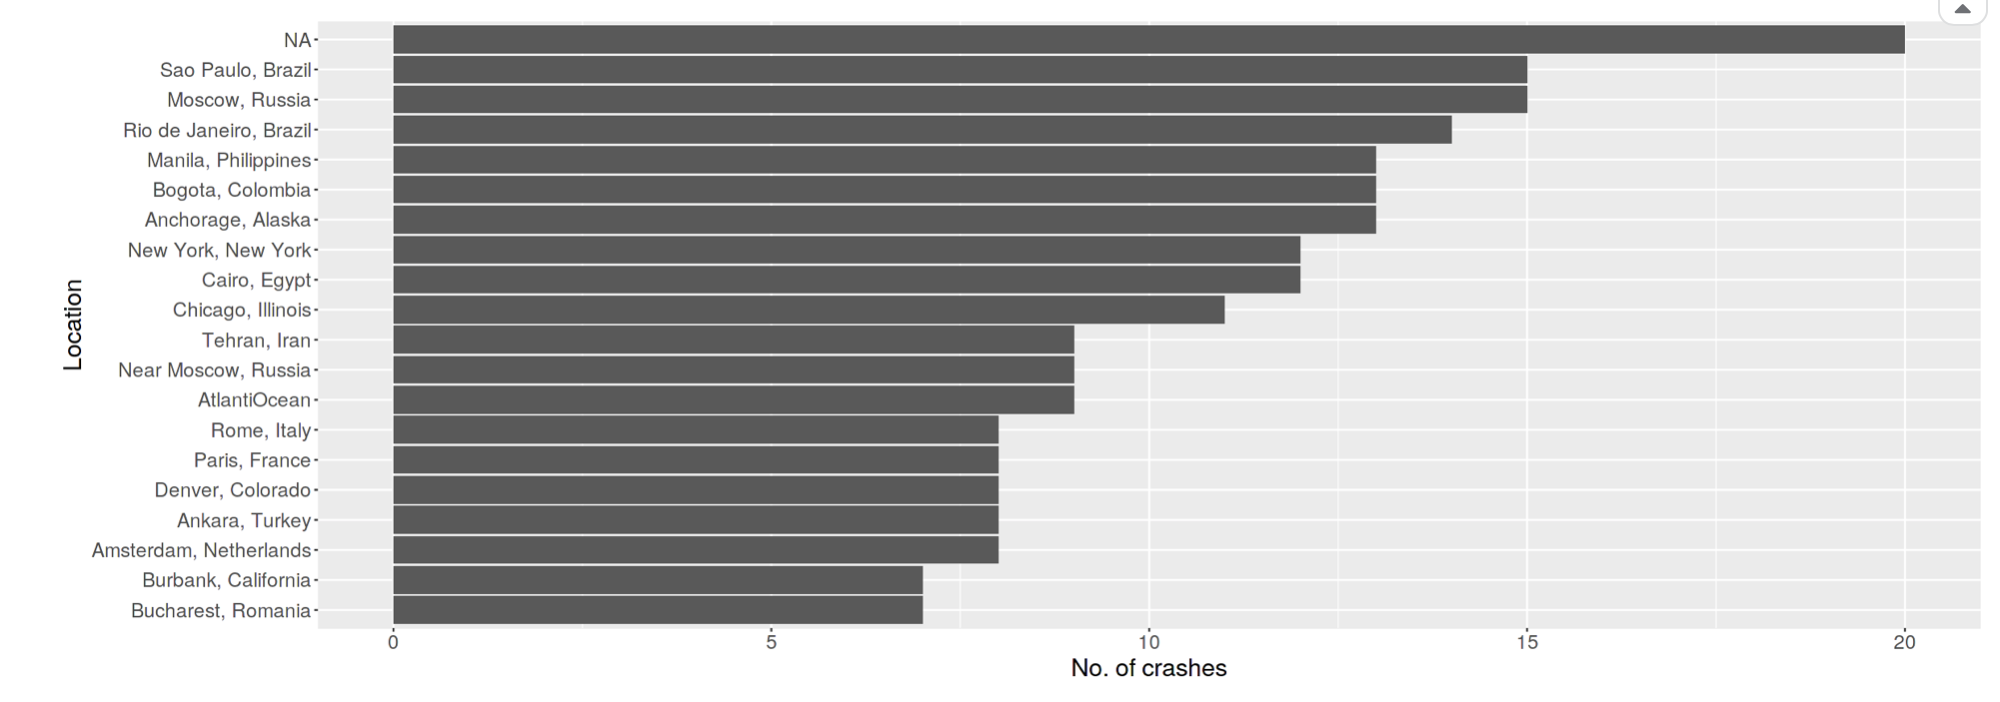 NA
Sao Paulo, Brazil
Moscow, Russia
Rio de Janeiro, Brazil
Manila, Philippines
Bogota, Colombia
Anchorage, Alaska
New York, New York
Cairo, Egypt
Chicago, Illinois
Tehran, Iran
Near Moscow, Russia
AtlantiOcean
Rome, Italy
Paris, France
Denver, Colorado
Ankara, Turkey
Amsterdam, Netherlands
Burbank, California
Bucharest, Romania
Location
0 5 10 15 20
No. of crashes